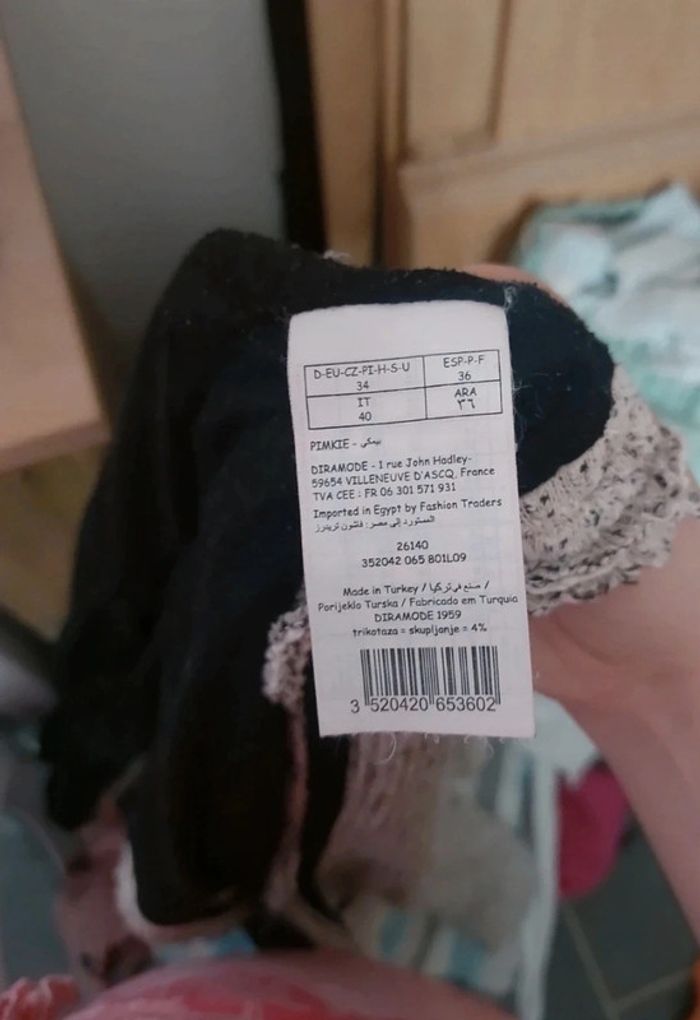 D-EU-CZ-PI-H-S-U ESP-P-F
34 36
IT ARA
40 ٣٦
PIMKIE - بيمكي
DIRAMODE - 1 rue John Hadley-
59654 VILLENEUVE D'ASCQ, France
TVA CEE : FR 06 301 571 931
Imported in Egypt by Fashion Traders
المستورد إلى مصر: فاشون تريدرز
26140
352042 065 801L09
Made in Turkey / صنع في تركيا /
Porijeklo Turska / Fabricado em Turquia
DIRAMODE 1959
trikotaza = skupljanje = 4%
3 520420 653602